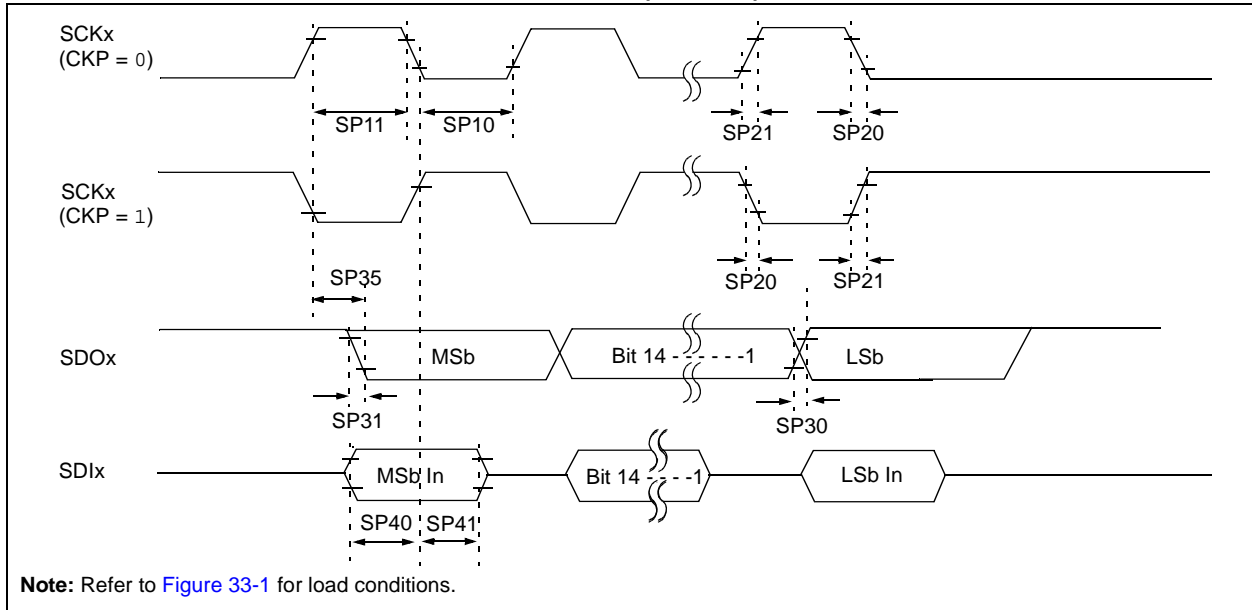 SCKx
(CKP = 0)
SP11
SP10
SP21
SP20
SCKx
(CKP = 1)
SP35
SP20
SP21
SDOx
MSb
Bit 14 - - - - - -1
LSb
SP31
SP30
SDIx
MSb In
Bit 14 - - - -1
LSb In
SP40
SP41
Note: Refer to Figure 33-1 for load conditions.